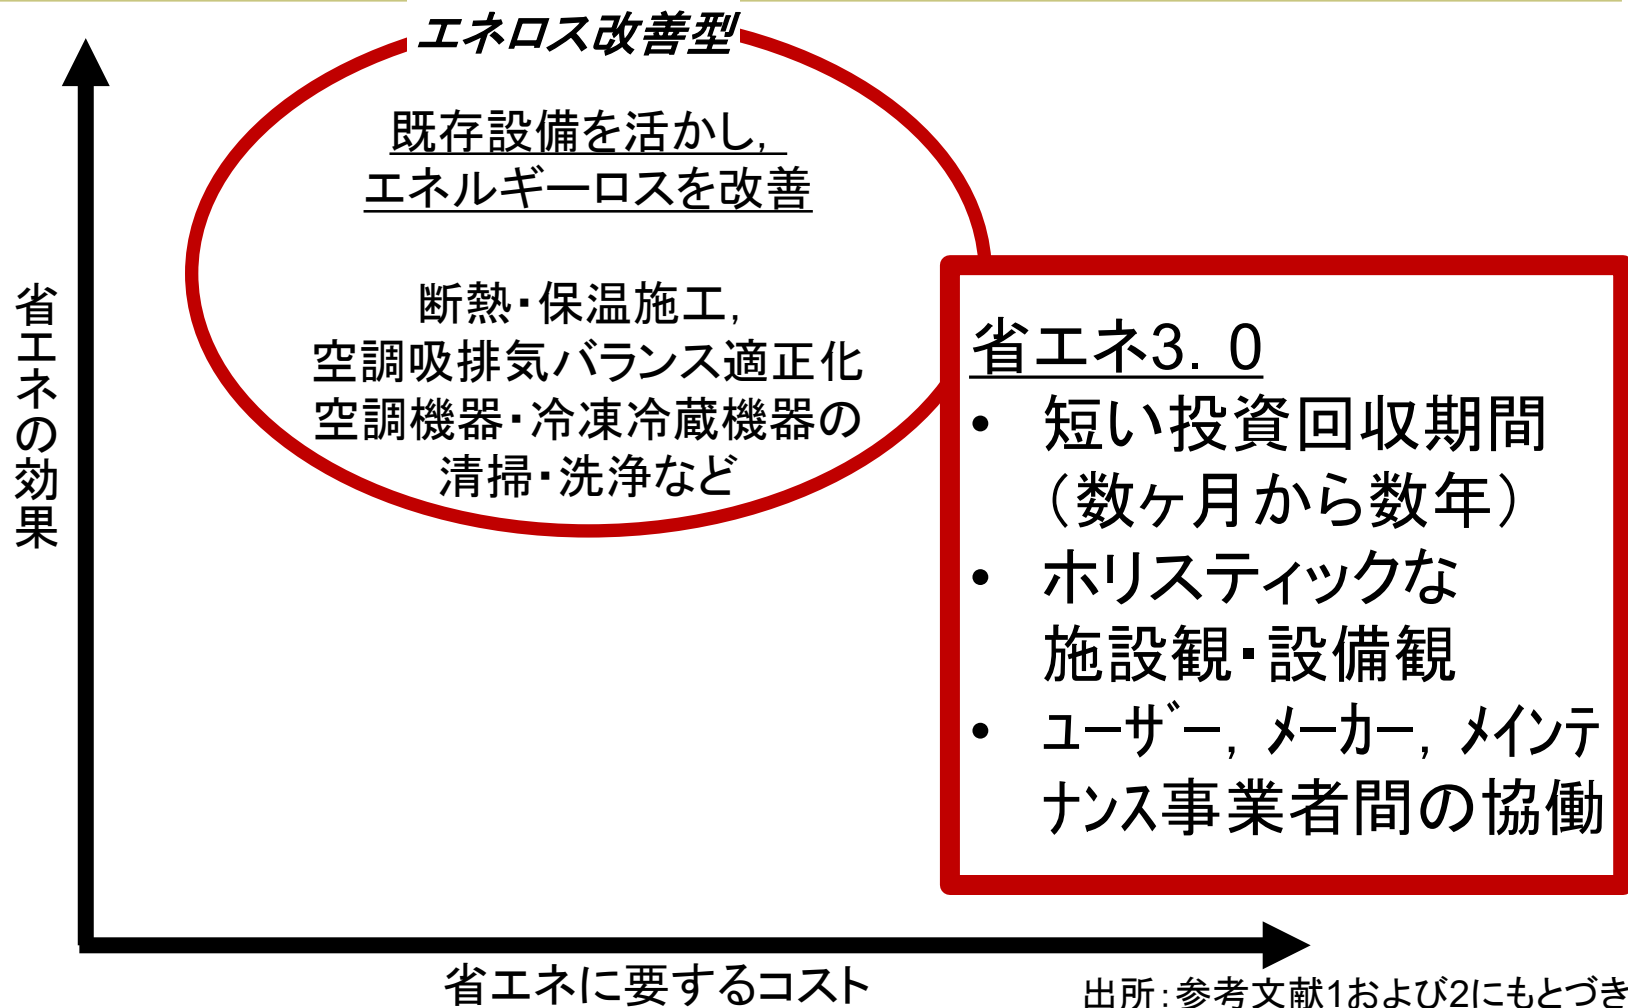 エネロス改善型
既存設備を活かし,
エネルギーロスを改善
断熱・保温施工,
空調吸排気バランス適正化
空調機器・冷凍冷蔵機器の
清掃・洗浄など
省エネの効果
省エネ3. 0
• 短い投資回収期間
（数ヶ月から数年）
• ホリスティックな
施設観・設備観
• ユーザー, メーカー, メインテ
ナンス事業者間の協働
省エネに要するコスト
出所：参考文献1および2にもとづき